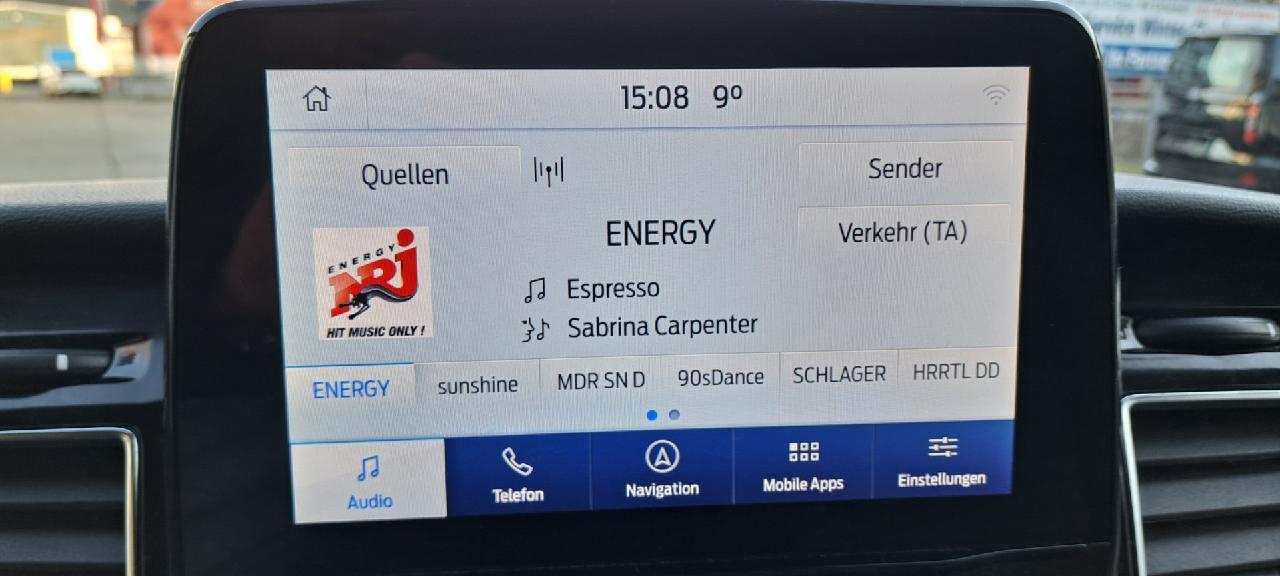 15:08 9º
Quellen
Sender
ENERGY
Verkehr (TA)
ENERGY
NRJ
HIT MUSIC ONLY !
Espresso
Sabrina Carpenter
ENERGY sunshine MDR SN D 90sDance SCHLAGER HRRTL DD
Audio Telefon Navigation Mobile Apps Einstellungen